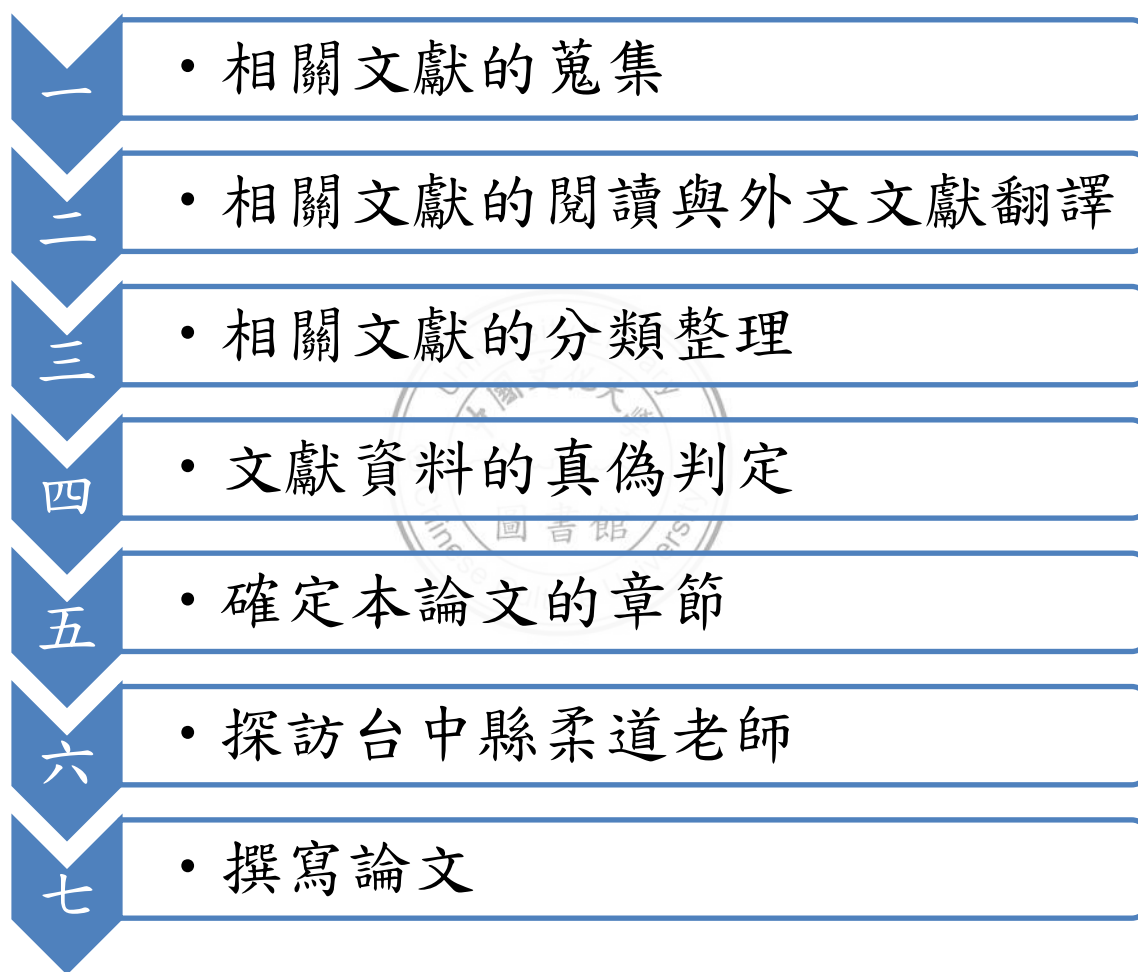 一
• 相關文獻的蒐集
二
• 相關文獻的閱讀與外文文獻翻譯
三
• 相關文獻的分類整理
四
• 文獻資料的真偽判定
五
• 確定本論文的章節
六
• 探訪台中縣柔道老師
七
• 撰寫論文
圖書館